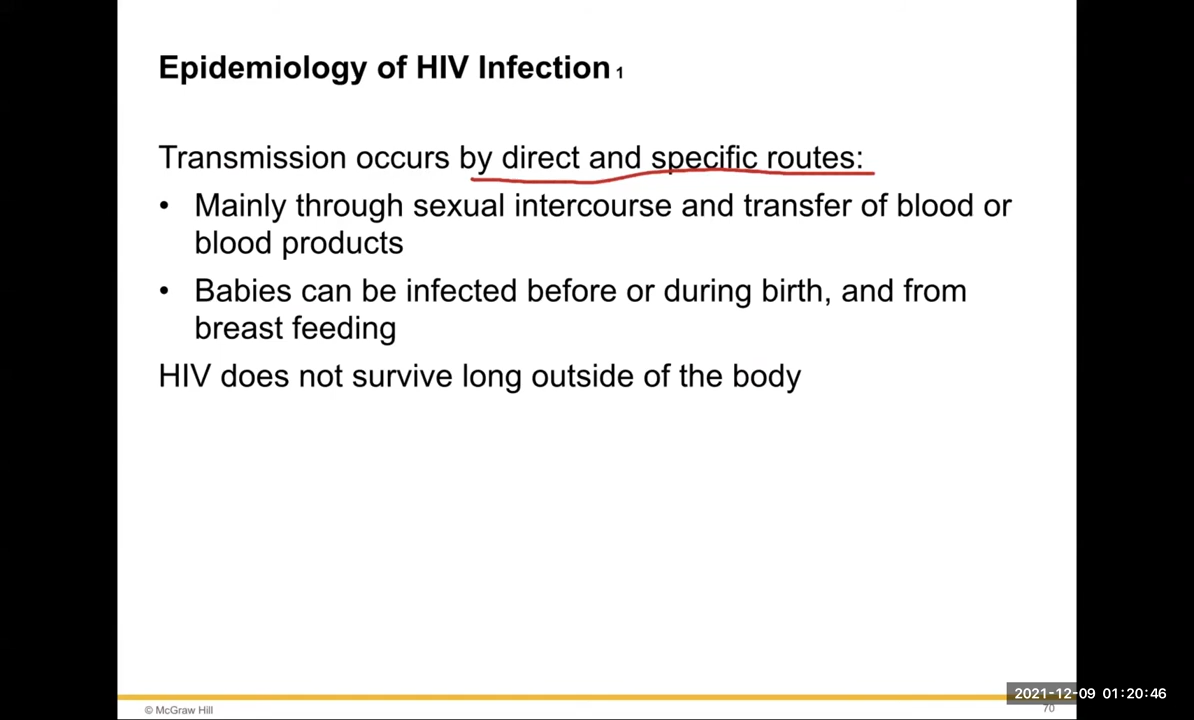 Epidemiology of HIV Infection 1
Transmission occurs by direct and specific routes:
• Mainly through sexual intercourse and transfer of blood or
blood products
• Babies can be infected before or during birth, and from
breast feeding
HIV does not survive long outside of the body
2021-12-09 01:20:46
© McGraw Hill
70